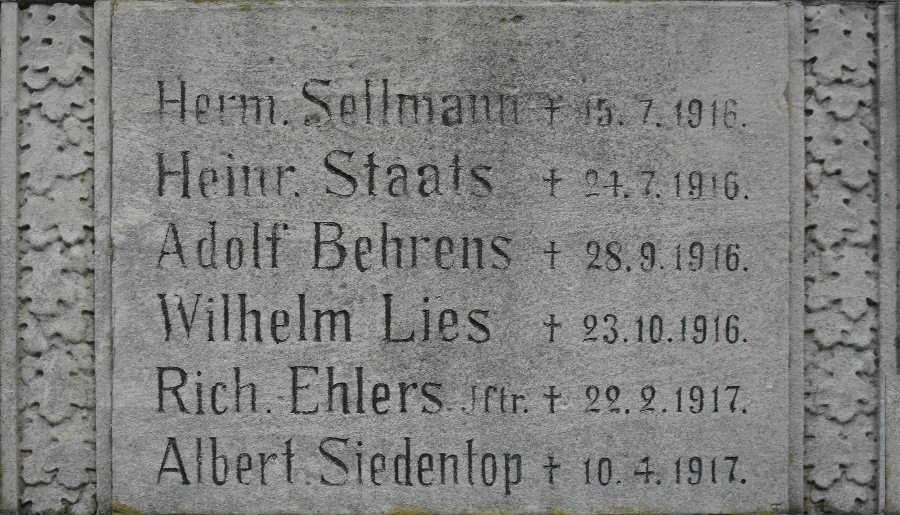 Herm. Sellmann † 15. 7. 1916.
Heinr. Staats † 24. 7. 1916.
Adolf Behrens † 28. 9. 1916.
Wilhelm Lies † 23. 10. 1916.
Rich. Ehlers Jftr. † 22. 2. 1917.
Albert Siedentop † 10. 4. 1917.